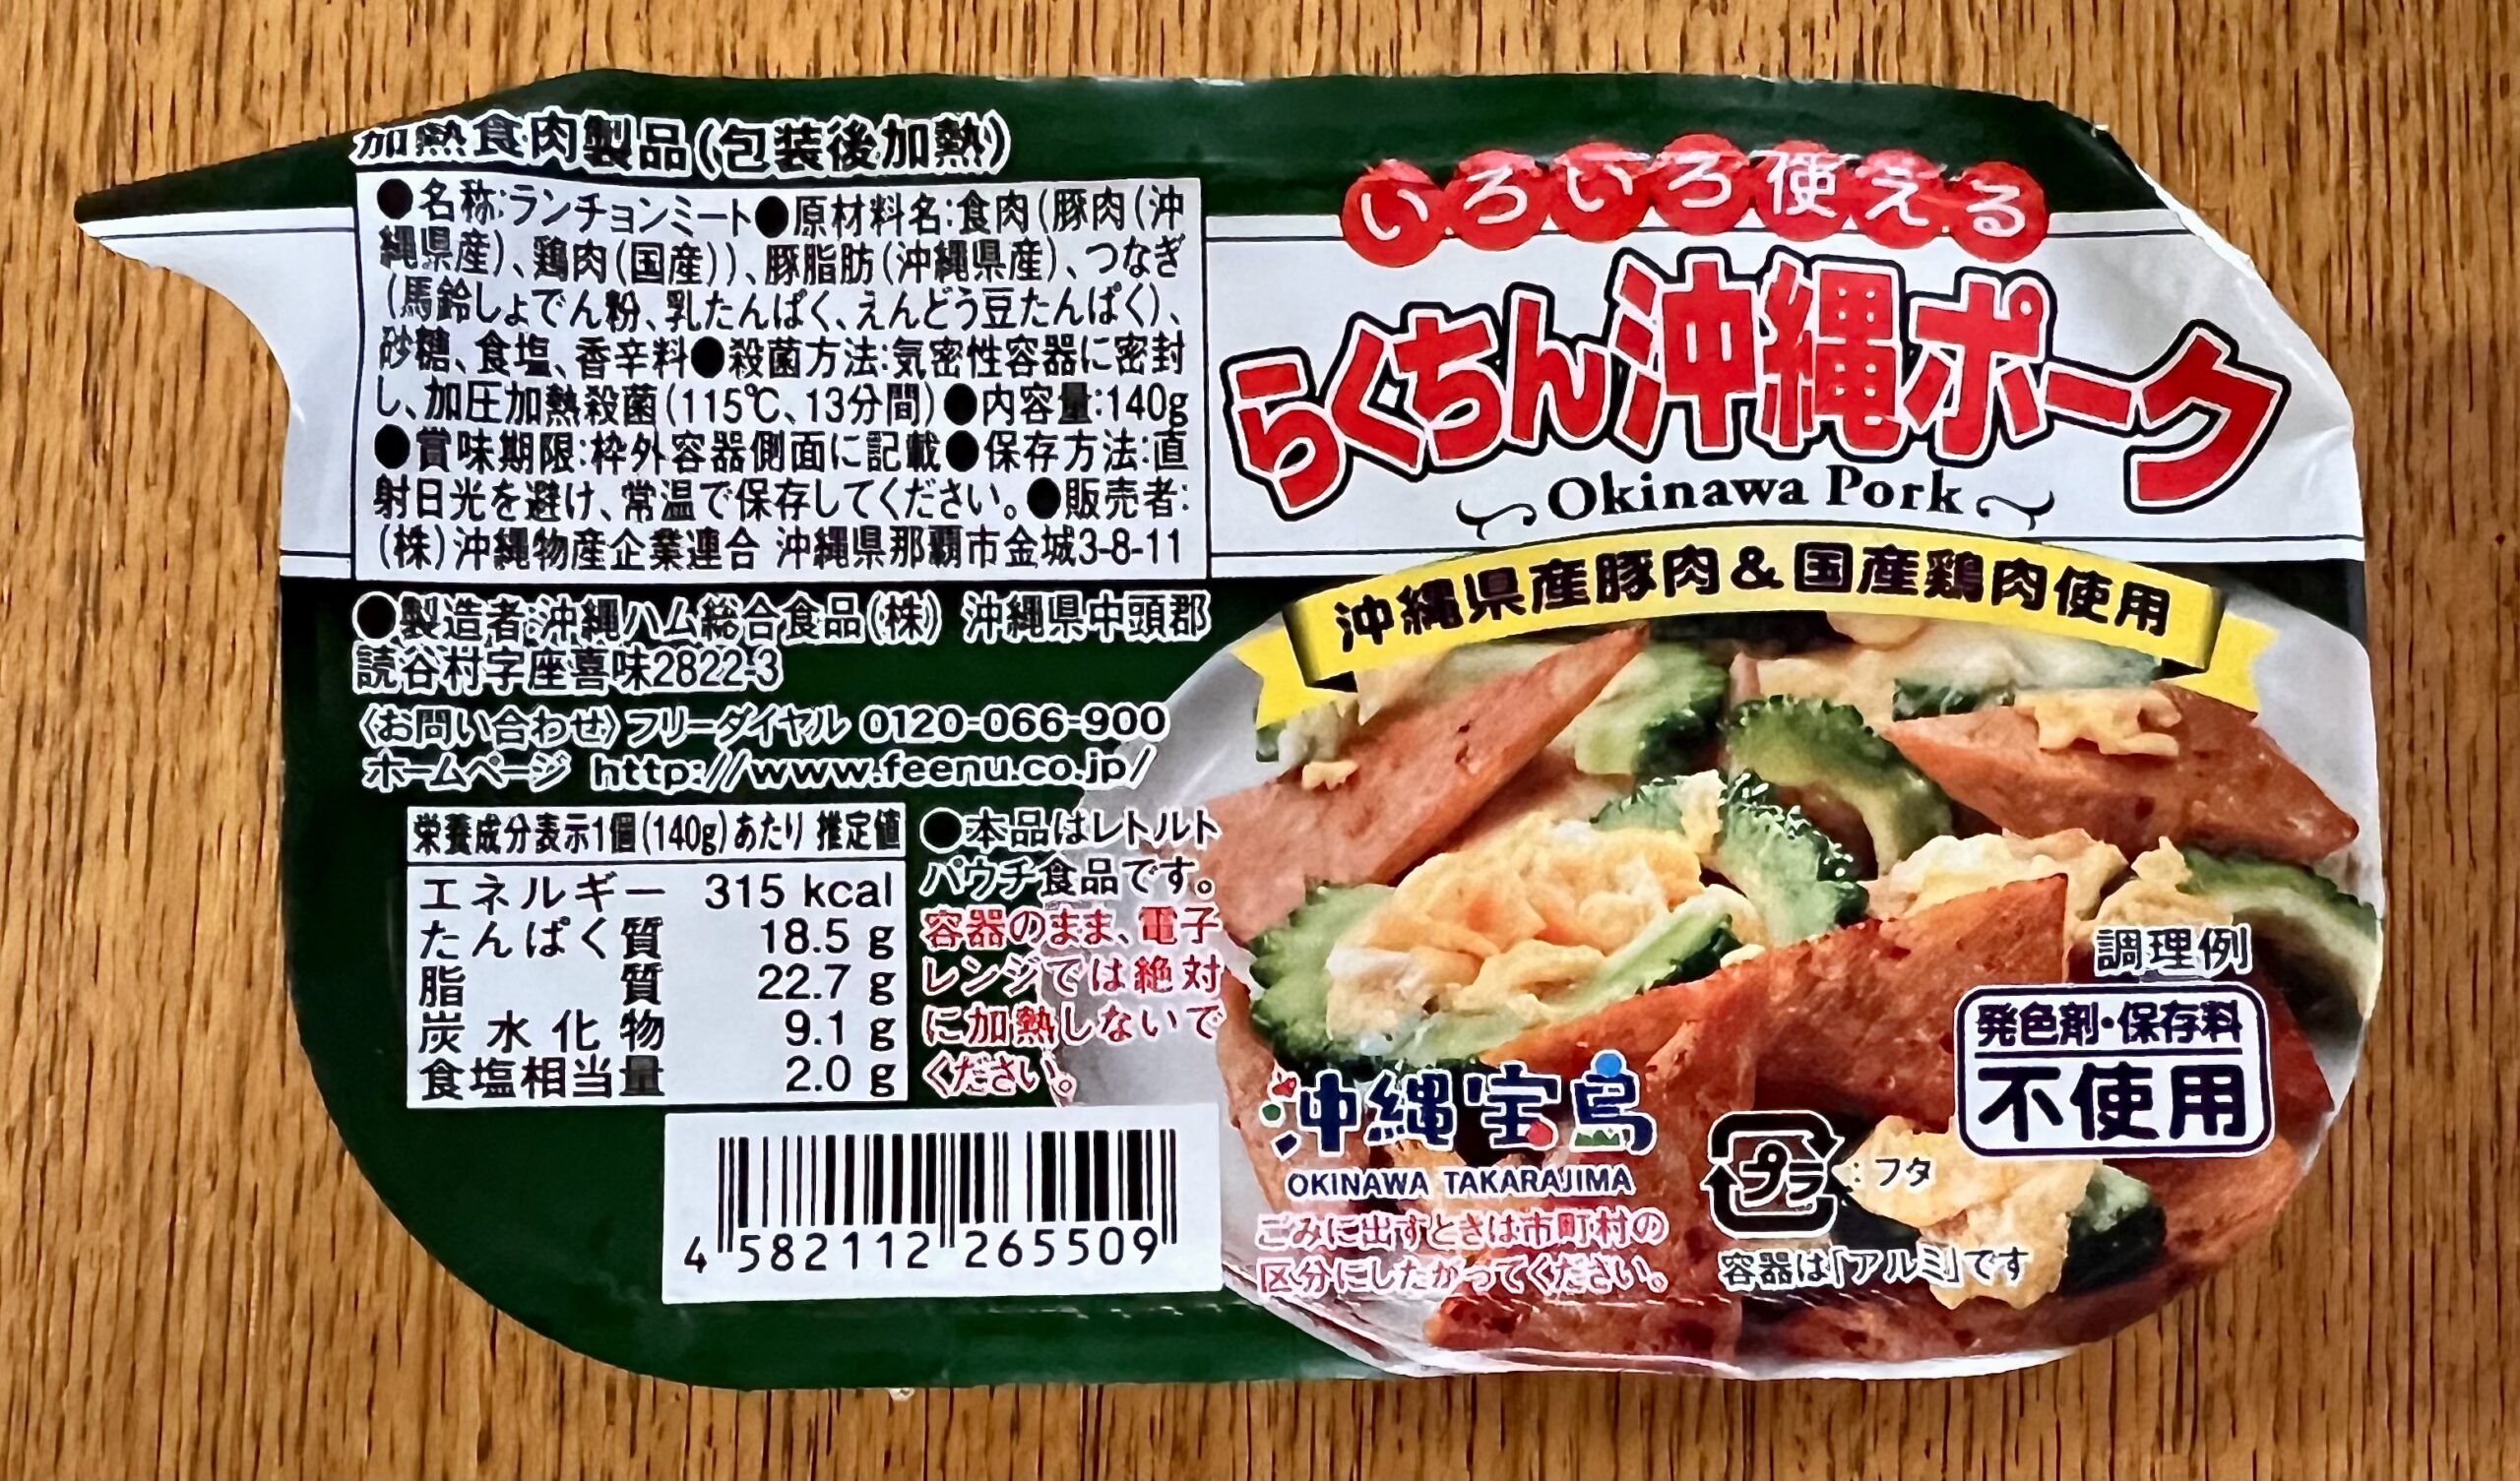 加熱食肉製品(包装後加熱)
●名称:ランチョンミート●原材料名:食肉(豚肉(沖
縄県産)、鶏肉(国産))、豚脂肪(沖縄県産)、つなぎ
(馬鈴しょでん粉、乳たんぱく、えんどう豆たんぱく)、
砂糖、食塩、香辛料●殺菌方法:気密性容器に密封
し、加圧加熱殺菌(115℃、13分間)●内容量:140g
●賞味期限:枠外容器側面に記載●保存方法:直
射日光を避け、常温で保存してください。●販売者:
(株)沖縄物産企業連合 沖縄県那覇市金城3-8-11
●製造者:沖縄ハム総合食品(株) 沖縄県中頭郡
読谷村字座喜味2822-3
〈お問い合わせ〉フリーダイヤル 0120-066-900
ホームページ http://www.feenu.co.jp/
栄養成分表示1個(140g)あたり 推定値
エネルギー 315 kcal
たんぱく質 18.5 g
脂質 22.7 g
炭水化物 9.1 g
食塩相当量 2.0 g
●本品はレトルト
パウチ食品です。
容器のまま、電子
レンジでは絶対
に加熱しないで
ください。
4 582112 265509
いろいろ使える
らくちん沖縄ポーク
Okinawa Pork
沖縄県産豚肉&国産鶏肉使用
調理例
発色剤・保存料
不使用
沖縄宝島
OKINAWA TAKARAJIMA
ごみに出すときは市町村の
区分にしたがってください。
プラ:フタ
容器は「アルミ」です